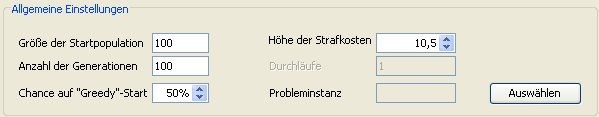 Allgemeine Einstellungen
Größe der Startpopulation 100 Höhe der Strafkosten 10,5
Anzahl der Generationen 100 Durchläufe 1
Chance auf "Greedy"-Start 50% Probleminstanz Auswählen